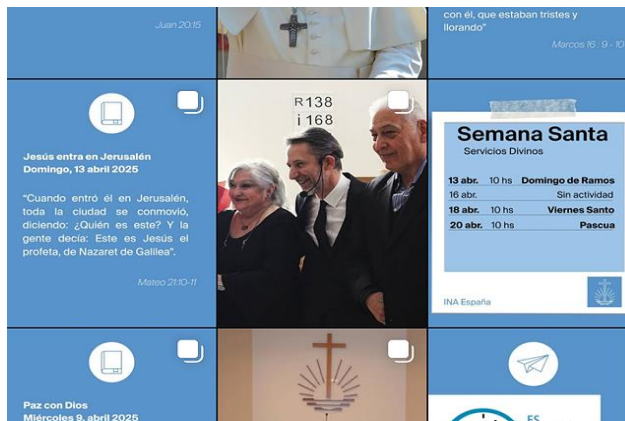 Juan 20:15
con él, que estaban tristes y
llorando"
Marcos 16 : 9 - 10
Jesús entra en Jerusalén
Domingo, 13 abril 2025
"Cuando entró él en Jerusalén,
toda la ciudad se conmovió,
diciendo: ¿Quién es este? Y la
gente decía: Este es Jesús el
profeta, de Nazaret de Galilea".
Mateo 21:10-11
R138
i 168
Semana Santa
Servicios Divinos
13 abr. 10 hs Domingo de Ramos
16 abr. Sin actividad
18 abr. 10 hs Viernes Santo
20 abr. 10 hs Pascua
INA España
Paz con Dios
Miércoles 9, abril 2025
ES